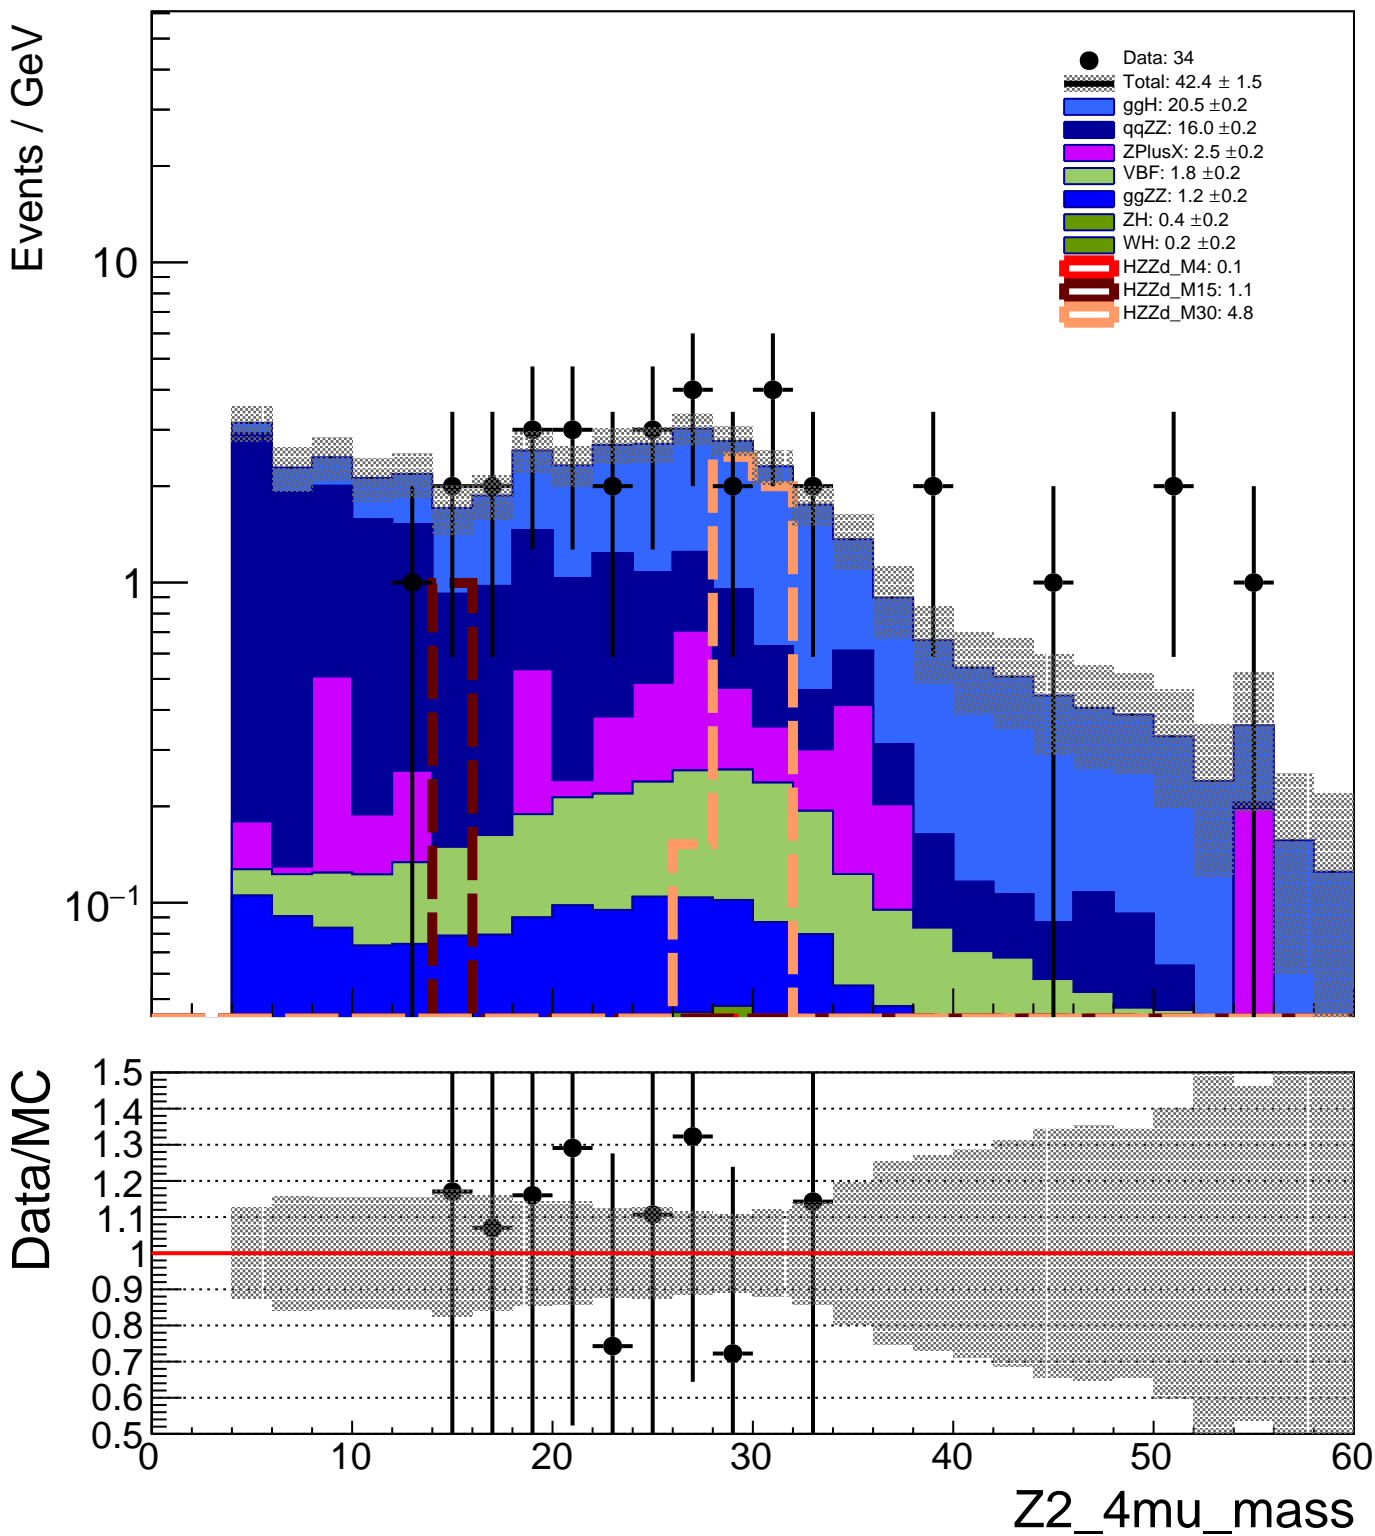 Events / GeV
Data: 34
Total: 42.4 ± 1.5
ggH: 20.5 ±0.2
qqZZ: 16.0 ±0.2
ZPlusX: 2.5 ±0.2
VBF: 1.8 ±0.2
ggZZ: 1.2 ±0.2
ZH: 0.4 ±0.2
WH: 0.2 ±0.2
HZZd_M4: 0.1
HZZd_M15: 1.1
HZZd_M30: 4.8
10
1
10⁻¹
Data/MC
1.5
1.4
1.3
1.2
1.1
1
0.9
0.8
0.7
0.6
0.5
0 10 20 30 40 50 60
Z2_4mu_mass